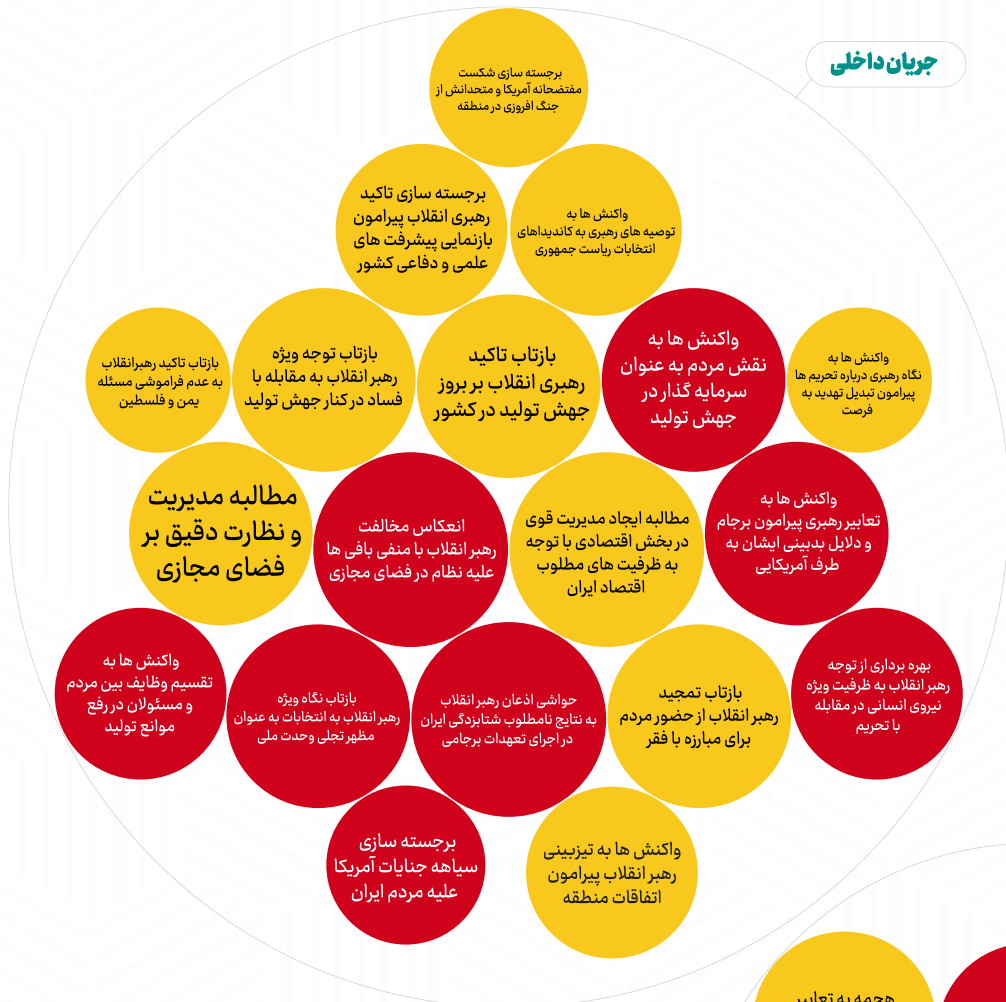 جریان داخلی
برجسته سازی شکست
مفتضحانه آمریکا و متحدانش از
جنگ افروزی در منطقه
واکنش ها به
توصیه های رهبری به کاندیداهای
انتخابات ریاست جمهوری
برجسته سازی تاکید
رهبری انقلاب پیرامون
بازنمایی پیشرفت های
علمی و دفاعی کشور
واکنش ها به
نگاه رهبری درباره تحریم ها
پیرامون تبدیل تهدید به
فرصت
واکنش ها به
نقش مردم به عنوان
سرمایه گذار در
جهش تولید
بازتاب تاکید
رهبری انقلاب بر بروز
جهش تولید در کشور
بازتاب توجه ویژه
رهبر انقلاب به مقابله با
فساد در کنار جهش تولید
بازتاب تاکید رهبرانقلاب
به عدم فراموشی مسئله
یمن و فلسطین
واکنش ها به
تعابیر رهبری پیرامون برجام
و دلایل بدبینی ایشان به
طرف آمریکایی
مطالبه ایجاد مدیریت قوی
در بخش اقتصادی با توجه
به ظرفیت های مطلوب
اقتصاد ایران
انعکاس مخالفت
رهبر انقلاب با منفی بافی ها
علیه نظام در فضای مجازی
مطالبه مدیریت
و نظارت دقیق بر
فضای مجازی
بهره برداری از توجه
رهبر انقلاب به ظرفیت ویژه
نیروی انسانی در مقابله
با تحریم
بازتاب تمجید
رهبر انقلاب از حضور مردم
برای مبارزه با فقر
حواشی اذعان رهبر انقلاب
به نتایج نامطلوب شتابزدگی ایران
در اجرای تعهدات برجامی
بازتاب نگاه ویژه
رهبر انقلاب به انتخابات به عنوان
مظهر تجلی وحدت ملی
واکنش ها به
تقسیم وظایف بین مردم
و مسئولان در رفع
موانع تولید
واکنش ها به تیزبینی
رهبر انقلاب پیرامون
اتفاقات منطقه
برجسته سازی
سیاهه جنایات آمریکا
علیه مردم ایران
هجمه به تعابیر